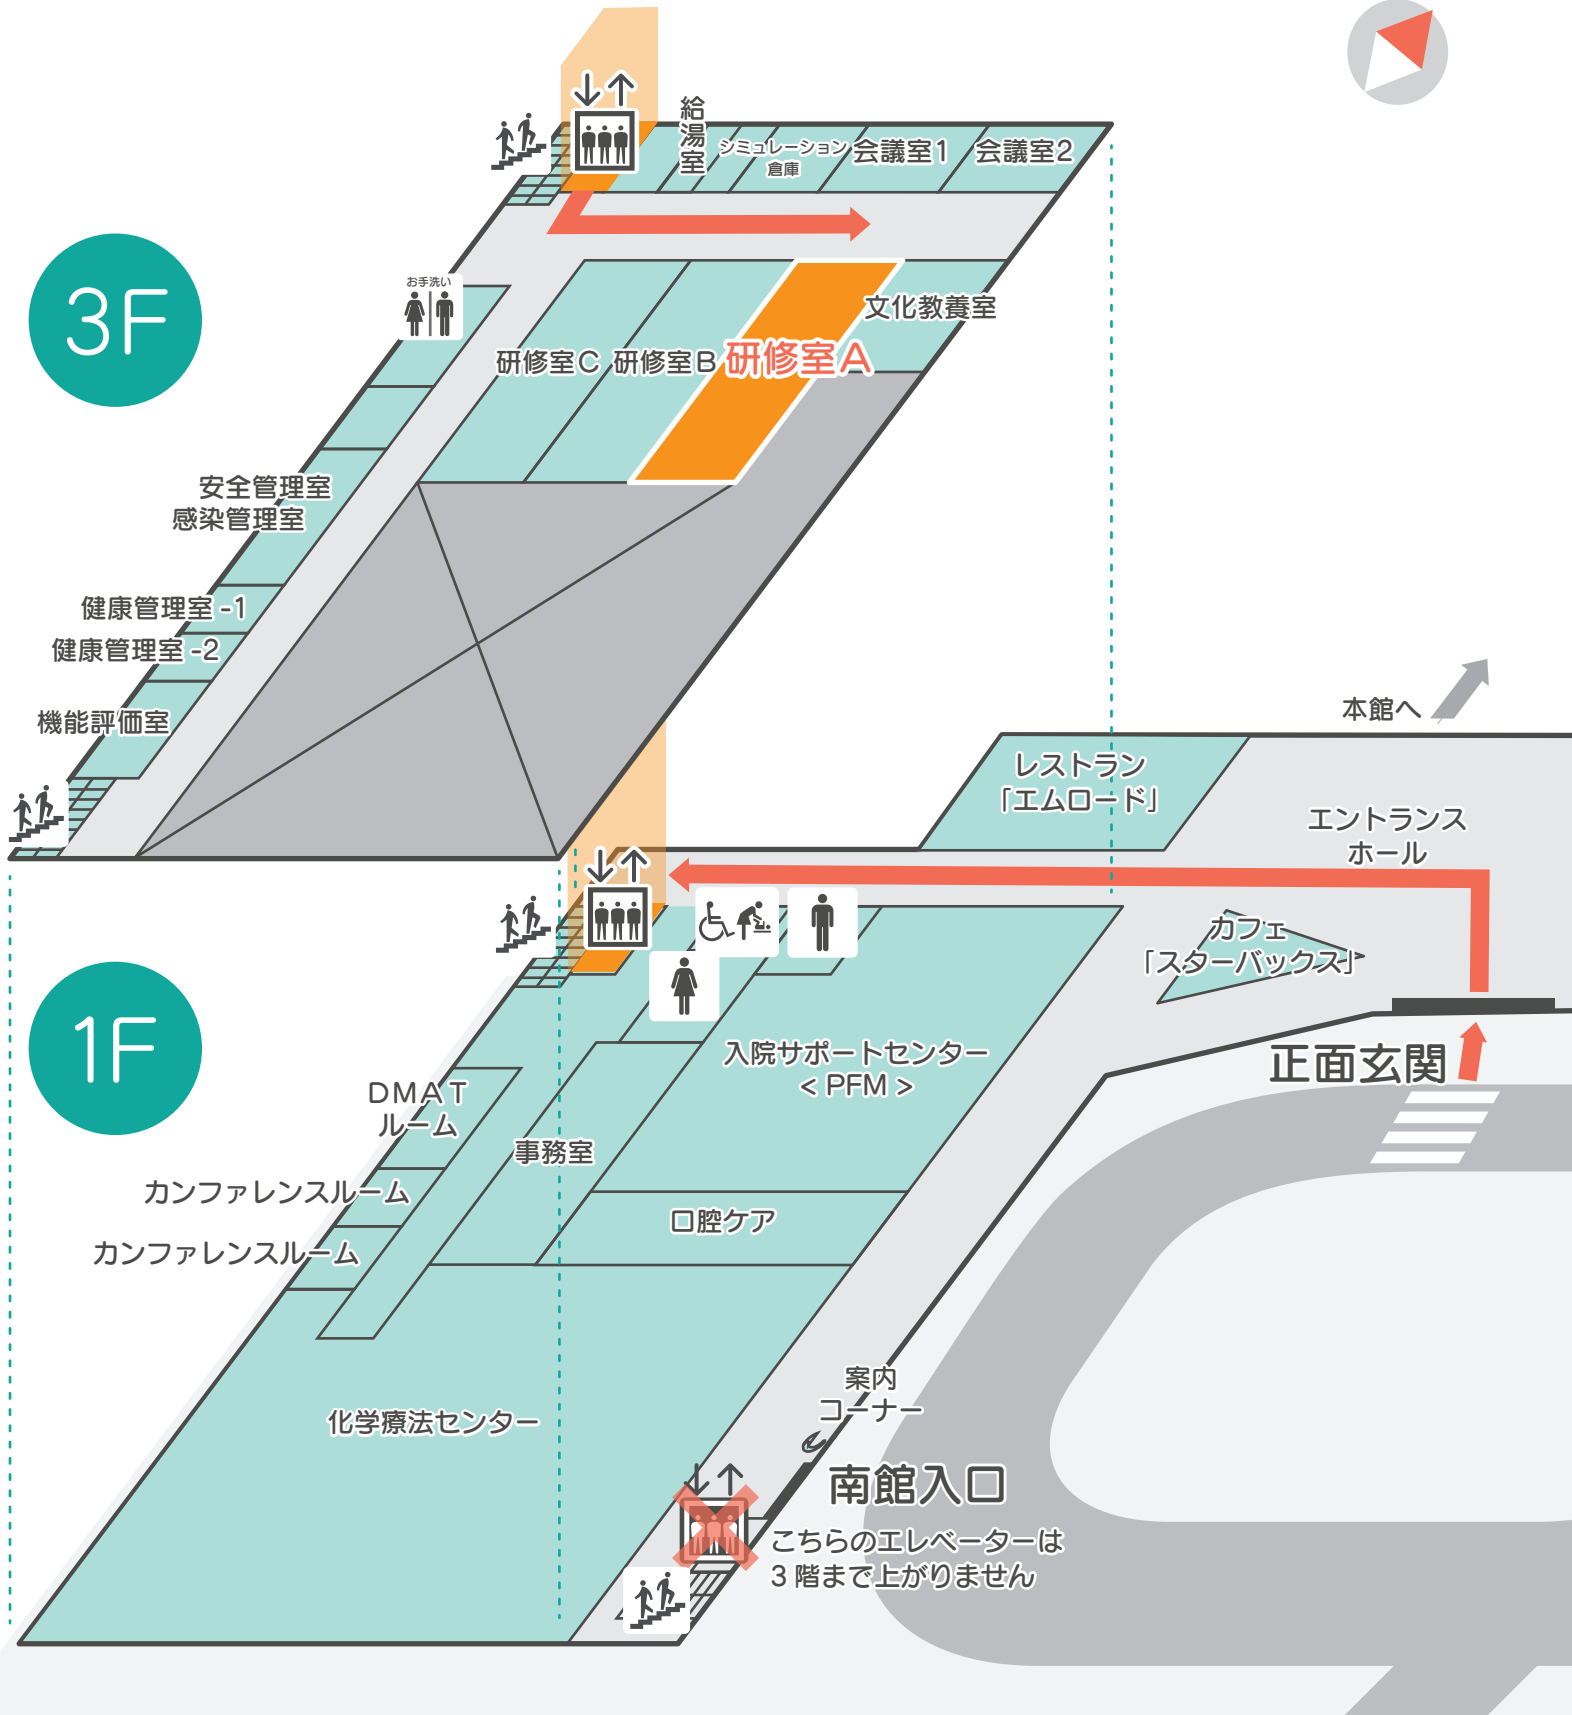 給湯室
シミュレーション
倉庫
会議室1
会議室2
3F
お手洗い
文化教養室
研修室C
研修室B
研修室A
安全管理室
感染管理室
健康管理室-1
健康管理室-2
機能評価室
本館へ
レストラン
「エムロード」
エントランス
ホール
カフェ
「スターバックス」
1F
正面玄関
入院サポートセンター
＜PFM＞
DMAT
ルーム
事務室
カンファレンスルーム
口腔ケア
カンファレンスルーム
案内
コーナー
化学療法センター
南館入口
こちらのエレベーターは
3階まで上がりません